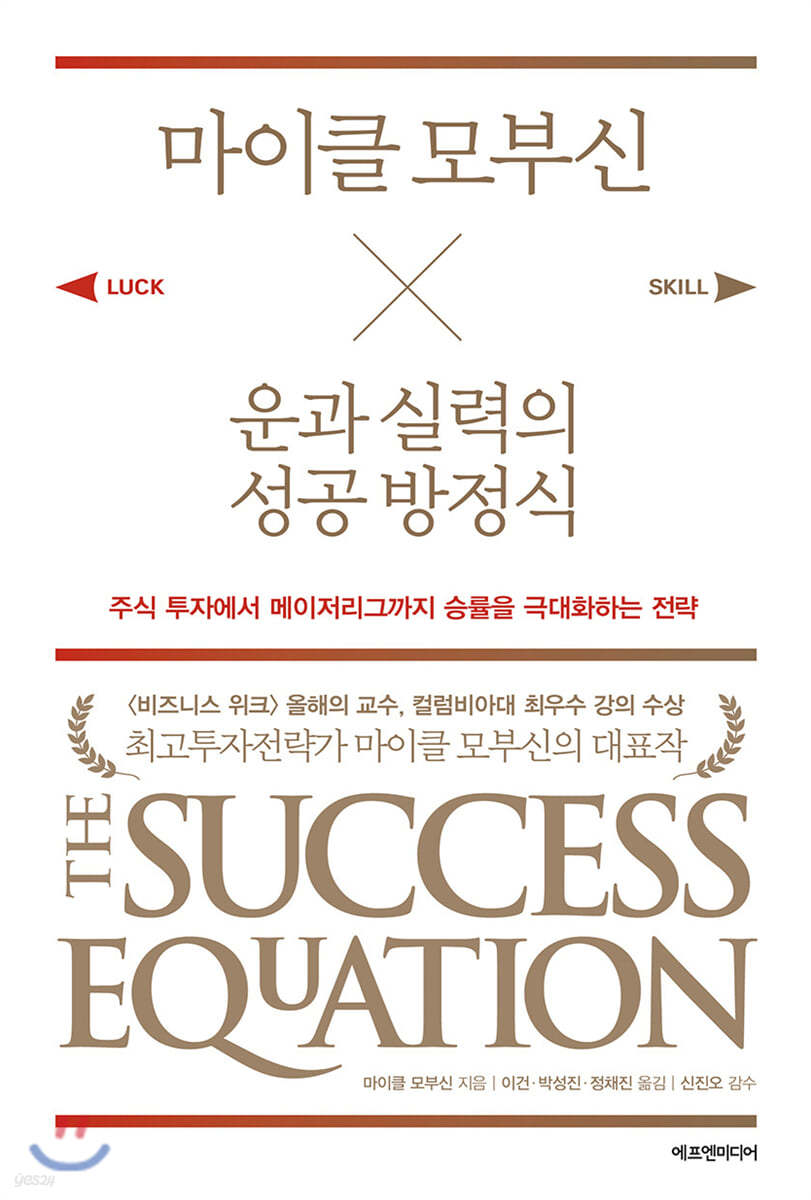 마이클 모부신
LUCK
SKILL
운과 실력의
성공 방정식
주식 투자에서 메이저리그까지 승률을 극대화하는 전략
〈비즈니스 위크〉 올해의 교수, 컬럼비아대 최우수 강의 수상
최고투자전략가 마이클 모부신의 대표작
THE SUCCESS
EQUATION
마이클 모부신 지음 | 이건·박성진·정채진 옮김 | 신진오 감수
에프엔미디어
yes24